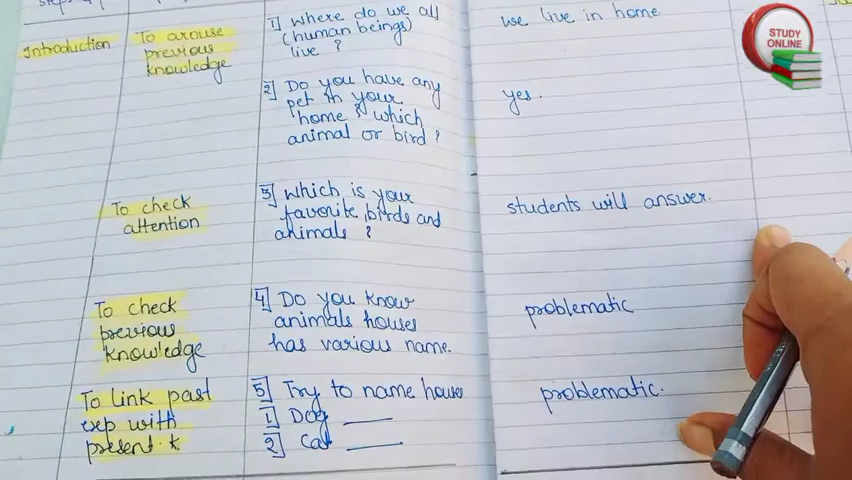 Introduction
To arouse
previous
knowledge
1] where do we all
(human beings)
live ?
we live in home
STUDY
ONLINE
2] Do you have any
pet in your
home ? which
animal or bird ?
yes.
To check
attention
3] which is your
favorite birds and
animals ?
students will answer.
To check
previous
knowledge
4] Do you know
animals houses
has various name.
problematic
To link past
exp with
present k
5] Try to name houses
1] Dog
2] Cat
problematic.